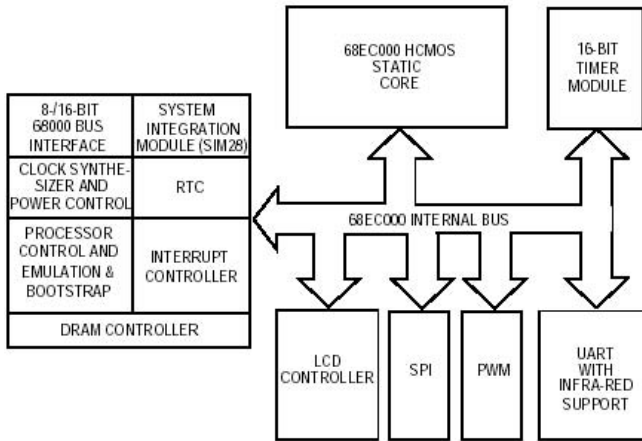 68EC000 HCMOS
STATIC
CORE
16-BIT
TIMER
MODULE
8-/16-BIT
68000 BUS
INTERFACE
SYSTEM
INTEGRATION
MODULE (SIM28)
CLOCK SYNTHE-
SIZER AND
POWER CONTROL
RTC
PROCESSOR
CONTROL AND
EMULATION &
BOOTSTRAP
INTERRUPT
CONTROLLER
DRAM CONTROLLER
68EC000 INTERNAL BUS
LCD
CONTROLLER
SPI
PWM
UART
WITH
INFRA-RED
SUPPORT